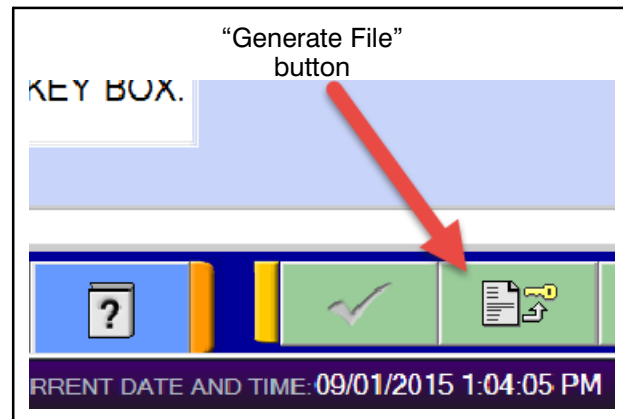 “Generate File”
button
KEY BOX.
?
RRENT DATE AND TIME: 09/01/2015 1:04:05 PM